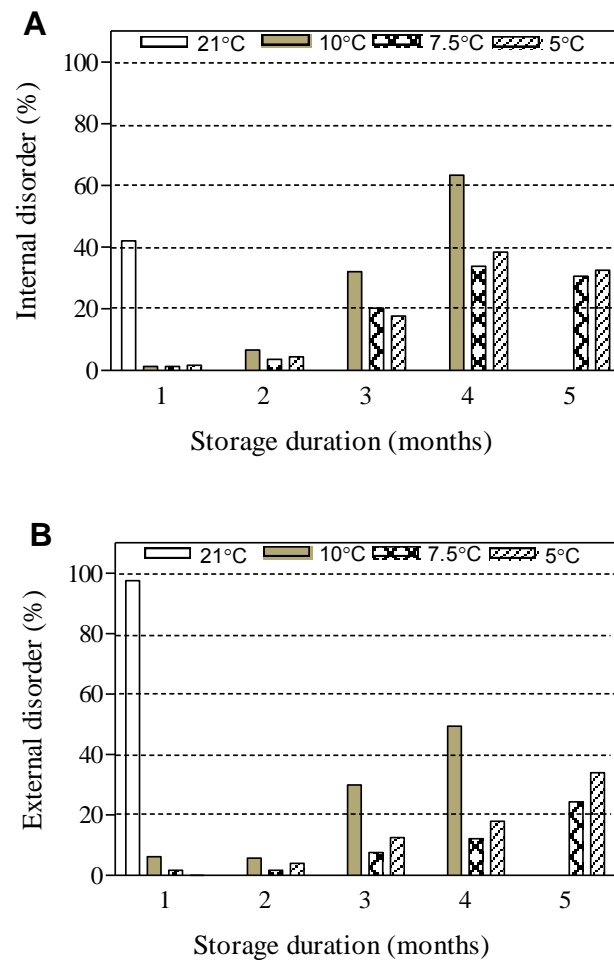 A
21°C 10°C 7.5°C 5°C
100
80
60
40
20
0
Internal disorder (%)
1 2 3 4 5
Storage duration (months)
B
21°C 10°C 7.5°C 5°C
100
80
60
40
20
0
External disorder (%)
1 2 3 4 5
Storage duration (months)